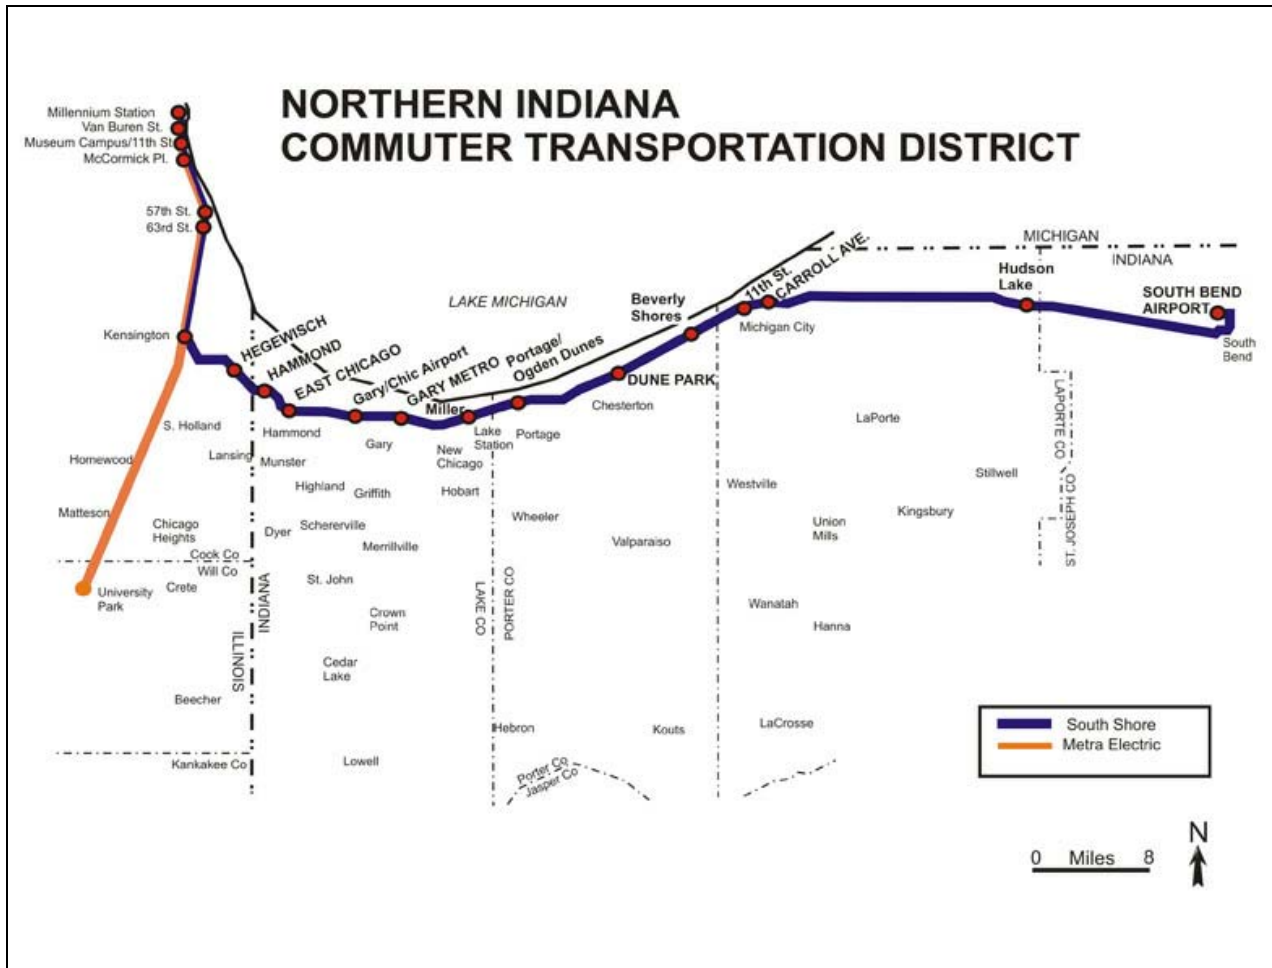 NORTHERN INDIANA
COMMUTER TRANSPORTATION DISTRICT
Millennium Station
Van Buren St.
Museum Campus/11th St
McCormick Pl.
57th St.
63rd St.
Kensington
HEGEWISCH
HAMMOND
EAST CHICAGO
Gary/Chic Airport
GARY METRO
Miller
Portage/
Ogden Dunes
LAKE MICHIGAN
Beverly
Shores
DUNE PARK
11th St.
CARROLL AVE.
Michigan City
MICHIGAN
INDIANA
Hudson
Lake
SOUTH BEND
AIRPORT
South
Bend
S. Holland
Lansing
Homewood
Matteson
Chicago
Heights
Cook Co
Will Co
University
Park
Crete
Beecher
Kankakee Co
ILLINOIS
INDIANA
Hammond
Munster
Gary
Highland
Griffith
New
Chicago
Hobart
Lake
Station
Portage
Chesterton
Dyer
Schererville
Merrillville
St. John
Crown
Point
Cedar
Lake
Lowell
LAKE CO
PORTER CO
Wheeler
Valparaiso
Hebron
Kouts
Porter Co
Jasper Co
LaPorte
Westville
Stillwell
Kingsbury
Union
Mills
Wanatah
Hanna
LaCrosse
LAPORTE CO
ST. JOSEPH CO
South Shore
Metra Electric
N
0 Miles 8